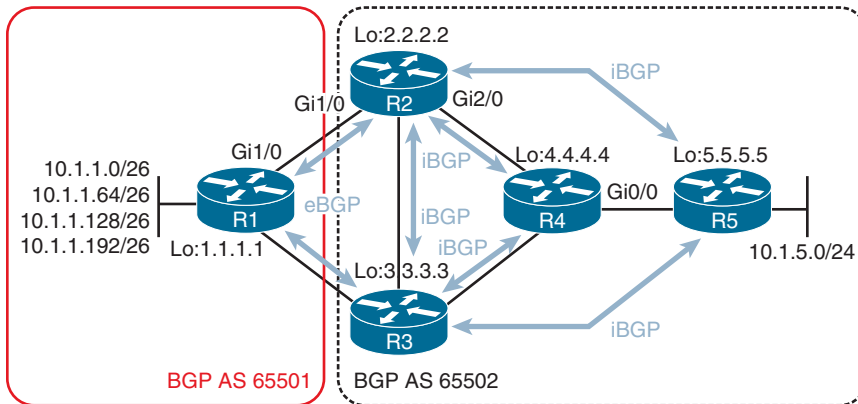 Lo:2.2.2.2
iBGP
R2
Gi1/0
Gi2/0
Gi1/0
iBGP
Lo:4.4.4.4
Lo:5.5.5.5
10.1.1.0/26
10.1.1.64/26
10.1.1.128/26
10.1.1.192/26
R1
eBGP
iBGP
R4
Gi0/0
R5
Lo:1.1.1.1
iBGP
10.1.5.0/24
Lo:3.3.3.3
R3
iBGP
BGP AS 65501
BGP AS 65502